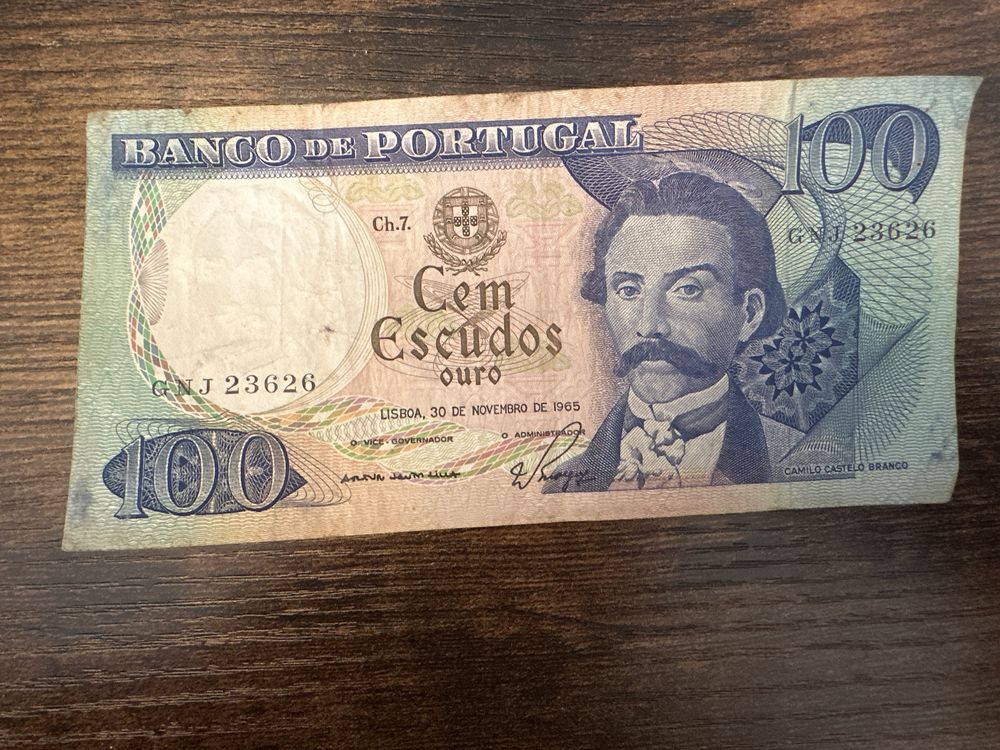 BANCO DE PORTUGAL
100
Ch.7.
GNJ 23626
Cem
Escudos
ouro
GNJ 23626
LISBOA, 30 DE NOVEMBRO DE 1965
O VICE-GOVERNADOR
O ADMINISTRADOR
100
CAMILO CASTELO BRANCO